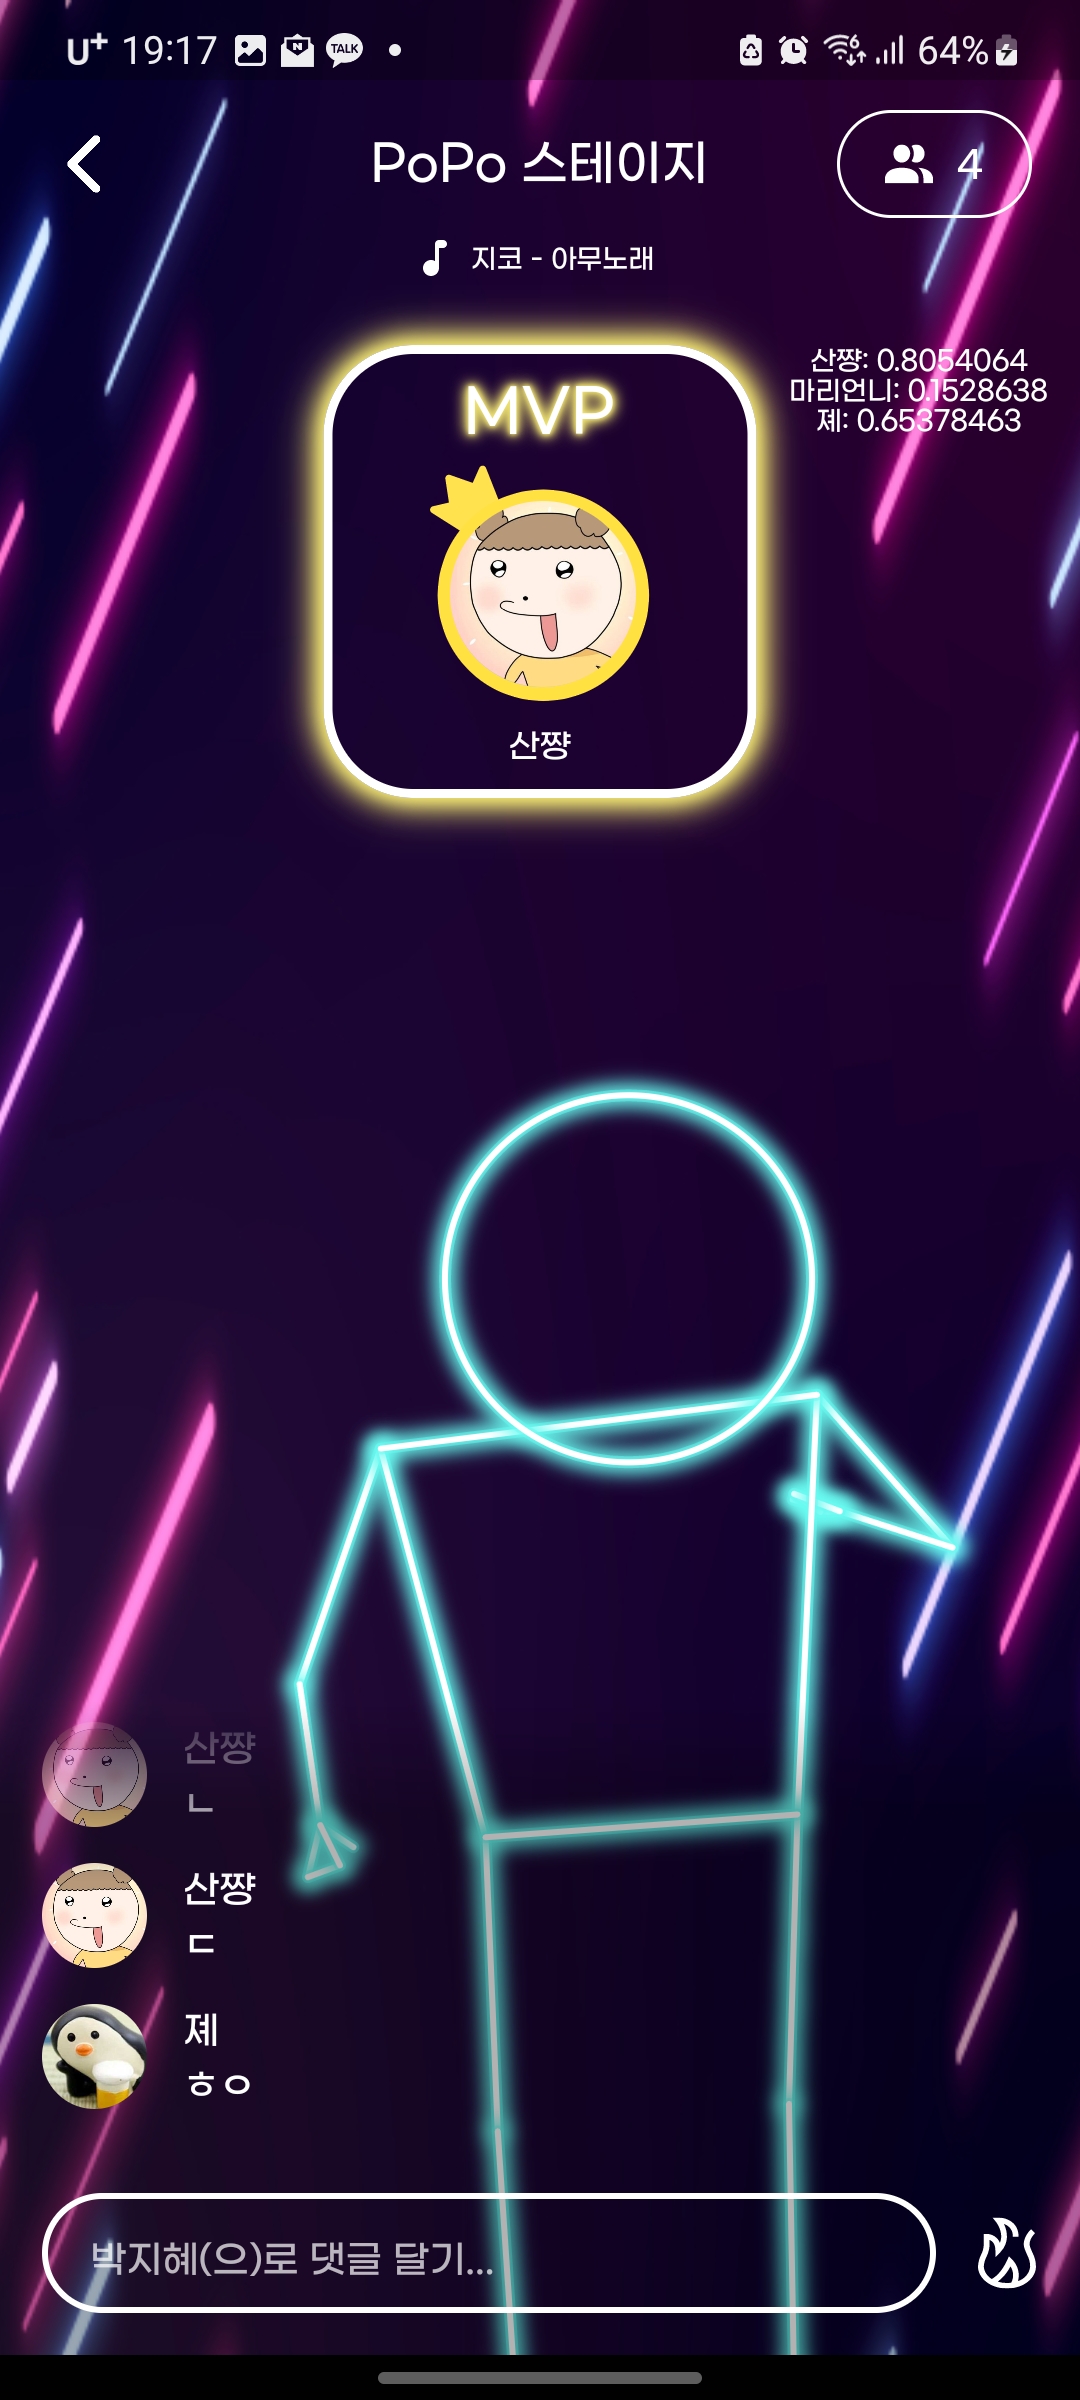 U+ 19:17 TALK 64%
PoPo 스테이지
4
지코 - 아무노래
MVP
산쨩
산쨩: 0.8054064
마리언니: 0.1528638
졔: 0.65378463
산쨩
ㄴ
산쨩
ㄷ
졔
ㅎㅇ
박지혜(으)로 댓글 달기...